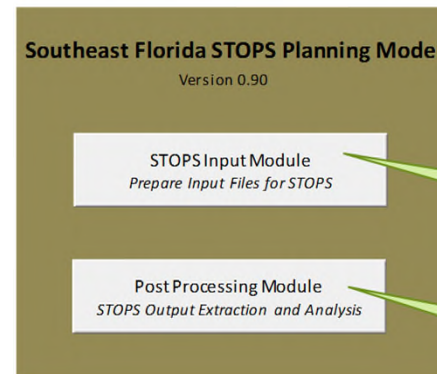 Southeast Florida STOPS Planning Mode
Version 0.90
STOPS Input Module
Prepare Input Files for STOPS
Post Processing Module
STOPS Output Extraction and Analysis